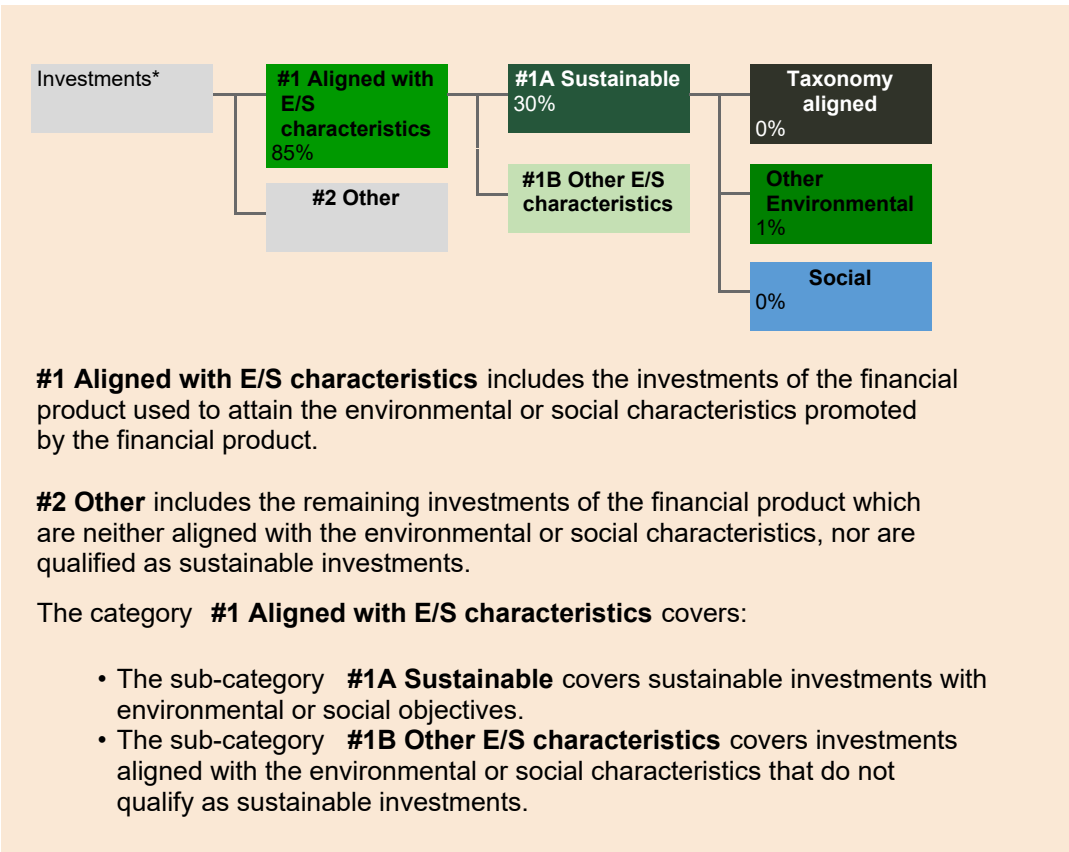 Investments*
#1 Aligned with
E/S
characteristics
85%
#2 Other
#1A Sustainable
30%
#1B Other E/S
characteristics
Taxonomy
aligned
0%
Other
Environmental
1%
Social
0%
#1 Aligned with E/S characteristics includes the investments of the financial
product used to attain the environmental or social characteristics promoted
by the financial product.
#2 Other includes the remaining investments of the financial product which
are neither aligned with the environmental or social characteristics, nor are
qualified as sustainable investments.
The category #1 Aligned with E/S characteristics covers:
• The sub-category #1A Sustainable covers sustainable investments with
environmental or social objectives.
• The sub-category #1B Other E/S characteristics covers investments
aligned with the environmental or social characteristics that do not
qualify as sustainable investments.